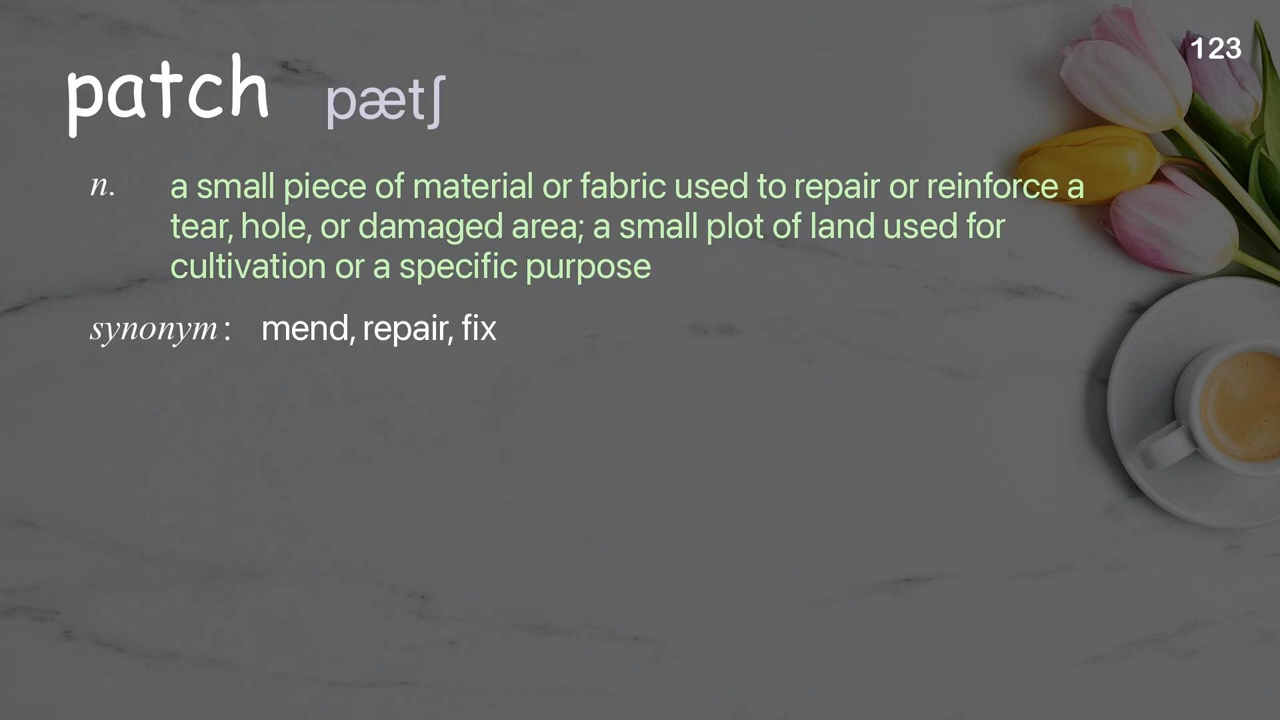 123
patch pætʃ
n. a small piece of material or fabric used to repair or reinforce a
tear, hole, or damaged area; a small plot of land used for
cultivation or a specific purpose
synonym: mend, repair, fix